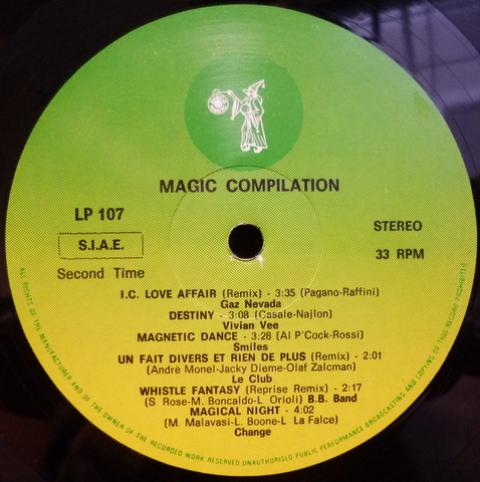 MAGIC COMPILATION
LP 107
S.I.A.E.
Second Time
STEREO
33 RPM
I.C. LOVE AFFAIR (Remix) - 3:35 (Pagano-Raffini)
Gaz Nevada
DESTINY - 3:08 (Casale-Najlon)
Vivian Vee
MAGNETIC DANCE - 3:28 (Al P'Cock-Rossi)
Smiles
UN FAIT DIVERS ET RIEN DE PLUS (Remix) - 2:01
(Andrè Monel-Jacky Dieme-Olaf Zalcman)
Le Club
WHISTLE FANTASY (Reprise Remix) - 2:17
(S Rose-M. Boncaldo-L Orioli) B.B. Band
MAGICAL NIGHT - 4:02
(M. Malavasi-L. Boone-L La Falce)
Change
ALL RIGHTS OF THE MANUFACTURER AND OF THE OWNER OF THE RECORDED WORK RESERVED UNAUTHORISED PUBLIC PERFORMANCE BROADCASTING AND COPYING OF THIS RECORD PROHIBITED